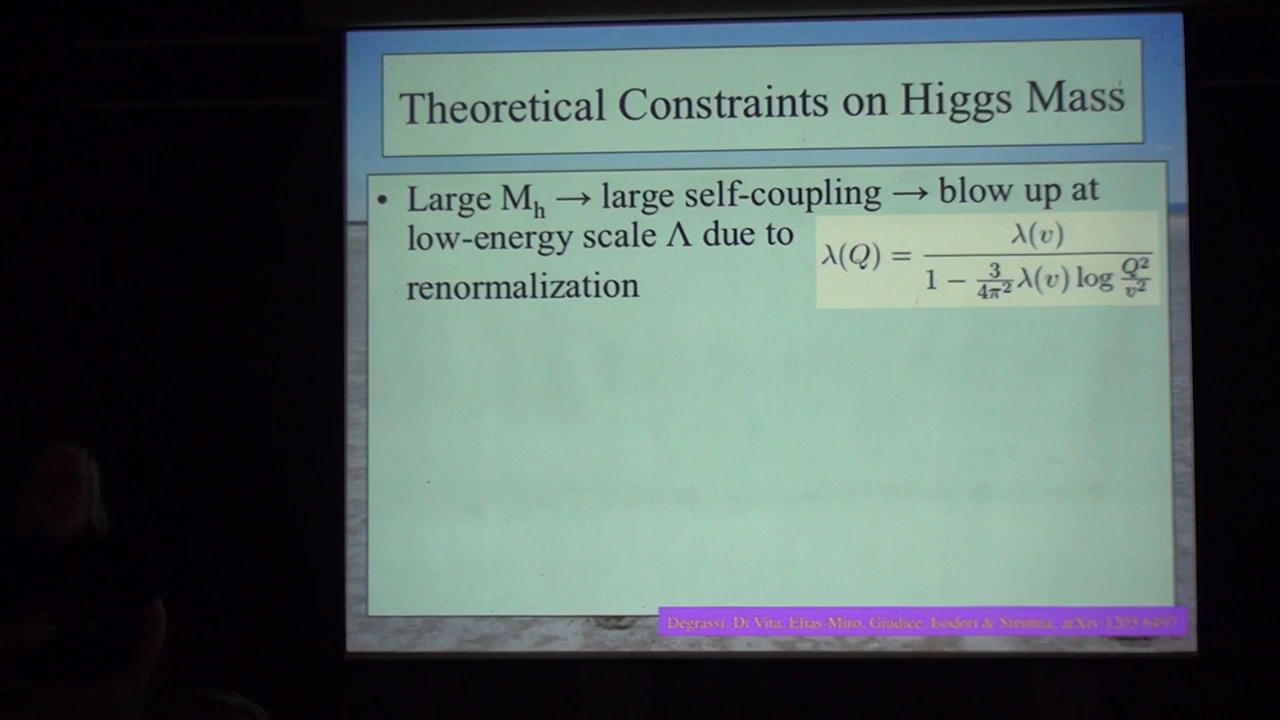 Theoretical Constraints on Higgs Mass
• Large M_h → large self-coupling → blow up at
low-energy scale Λ due to
renormalization
λ(Q) = λ(v) / (1 − 3/4π² λ(v) log Q²/v²)
Degrassi, Di Vita, Elias-Miro, Giudice, Isodori & Strumia, arXiv:1205.6497